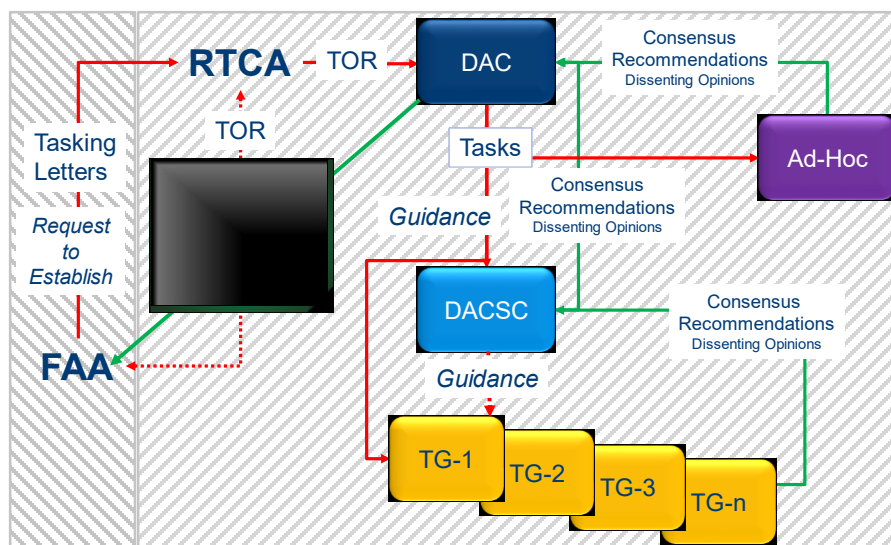 RTCA
TOR
DAC
Consensus
Recommendations
Dissenting Opinions
TOR
Tasking
Letters
Tasks
Ad-Hoc
Request
to
Establish
Guidance
Consensus
Recommendations
Dissenting Opinions
DACSC
Consensus
Recommendations
Dissenting Opinions
FAA
Guidance
TG-1
TG-2
TG-3
TG-n